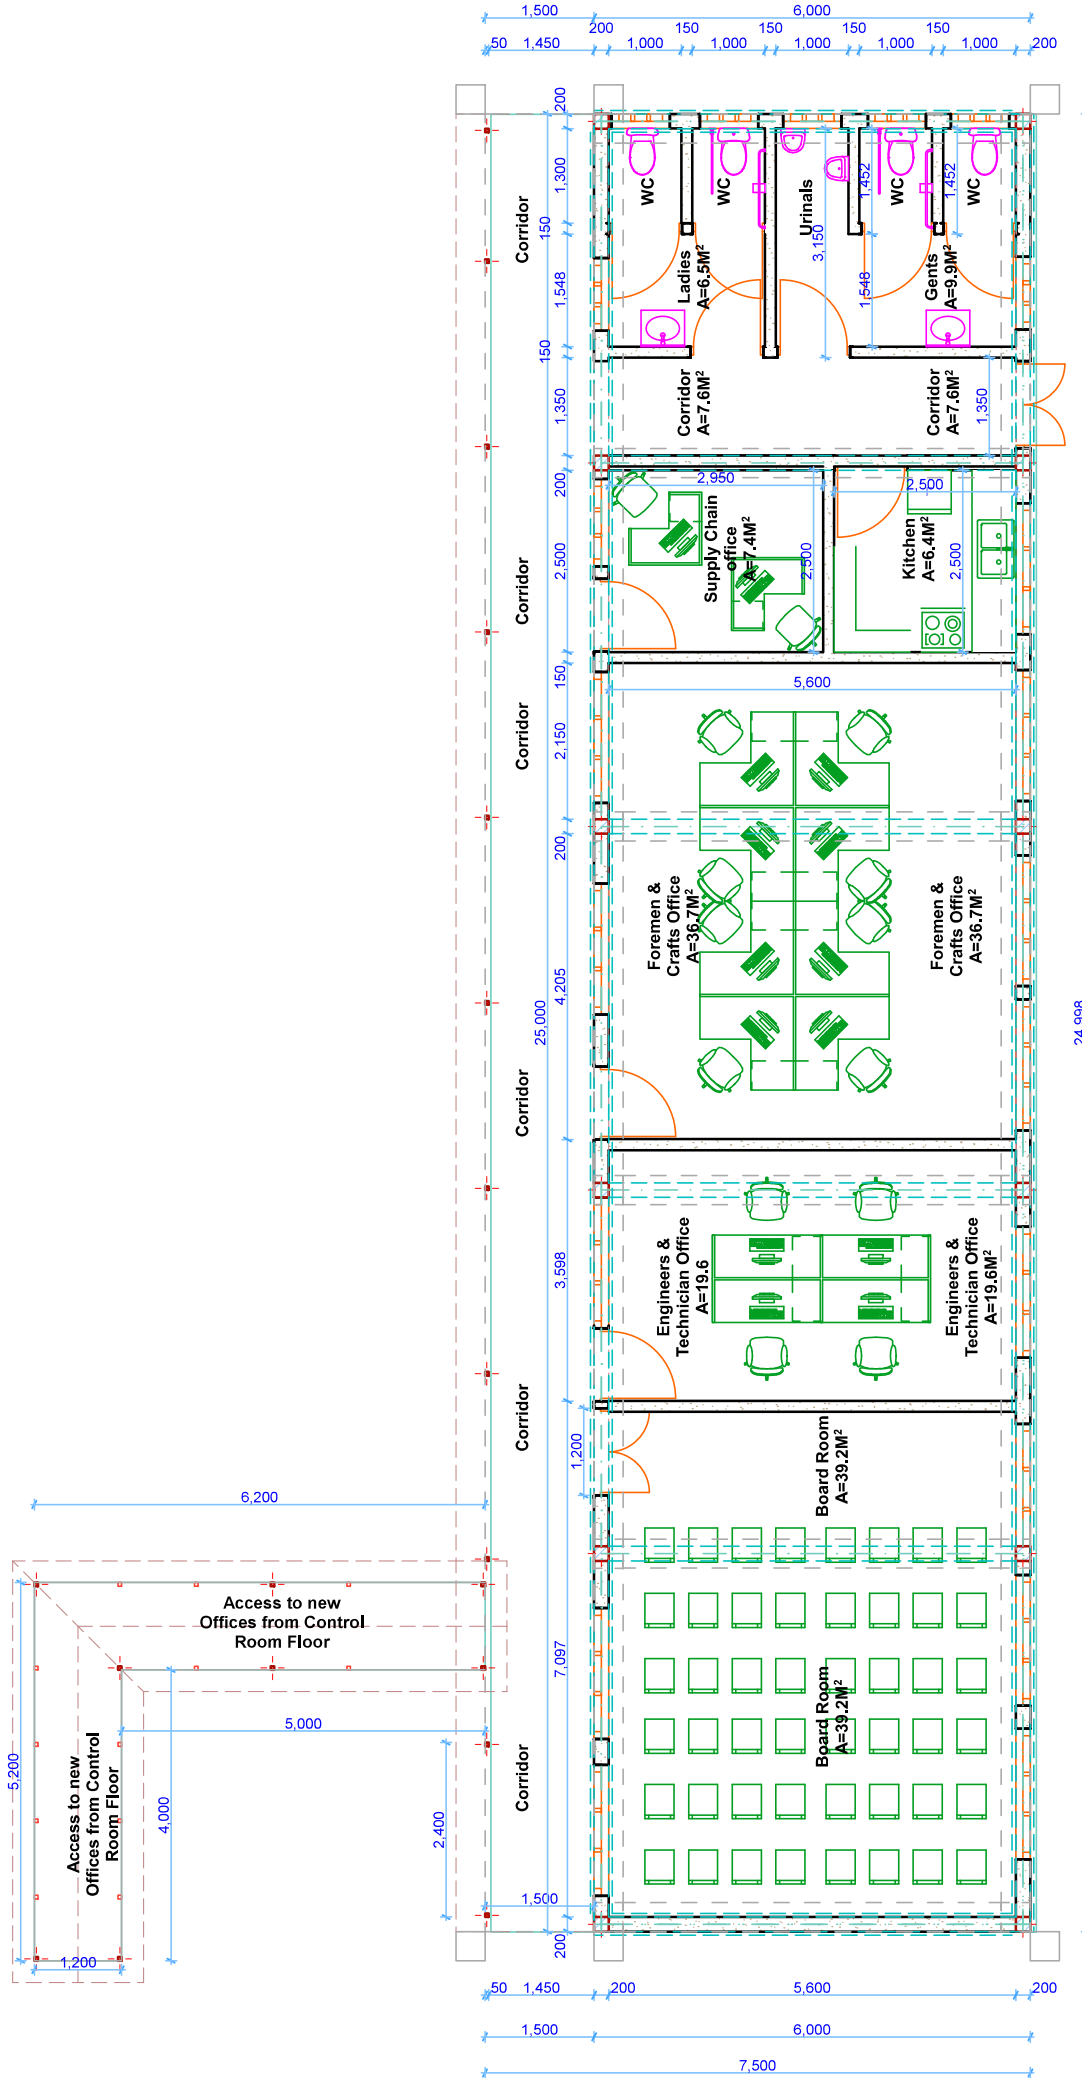 1,500
6,000
200
150
150
150
150
50
1,450
1,000
1,000
1,000
1,000
1,000
200
200
1,300
150
1,548
150
1,350
200
2,500
150
2,150
200
4,205
25,000
3,598
1,200
7,097
200
24,998
Corridor
Corridor
Corridor
Corridor
Corridor
Corridor
WC
WC
Urinals
WC
WC
1,452
1,452
3,150
1,548
Ladies
A=6.5M²
Gents
A=9.9M²
Corridor
A=7.6M²
Corridor
A=7.6M²
1,350
2,950
2,500
Supply Chain
office
A=7.4M²
2,500
Kitchen
A=6.4M²
2,500
5,600
Foremen &
Crafts Office
A=36.7M²
Foremen &
Crafts Office
A=36.7M²
Engineers &
Technician Office
A=19.6
Engineers &
Technician Office
A=19.6M²
Board Room
A=39.2M²
Board Room
A=39.2M²
6,200
Access to new
Offices from Control
Room Floor
5,000
5,200
Access to new
Offices from Control
Room Floor
4,000
2,400
1,500
1,200
50
1,450
200
5,600
200
1,500
6,000
7,500